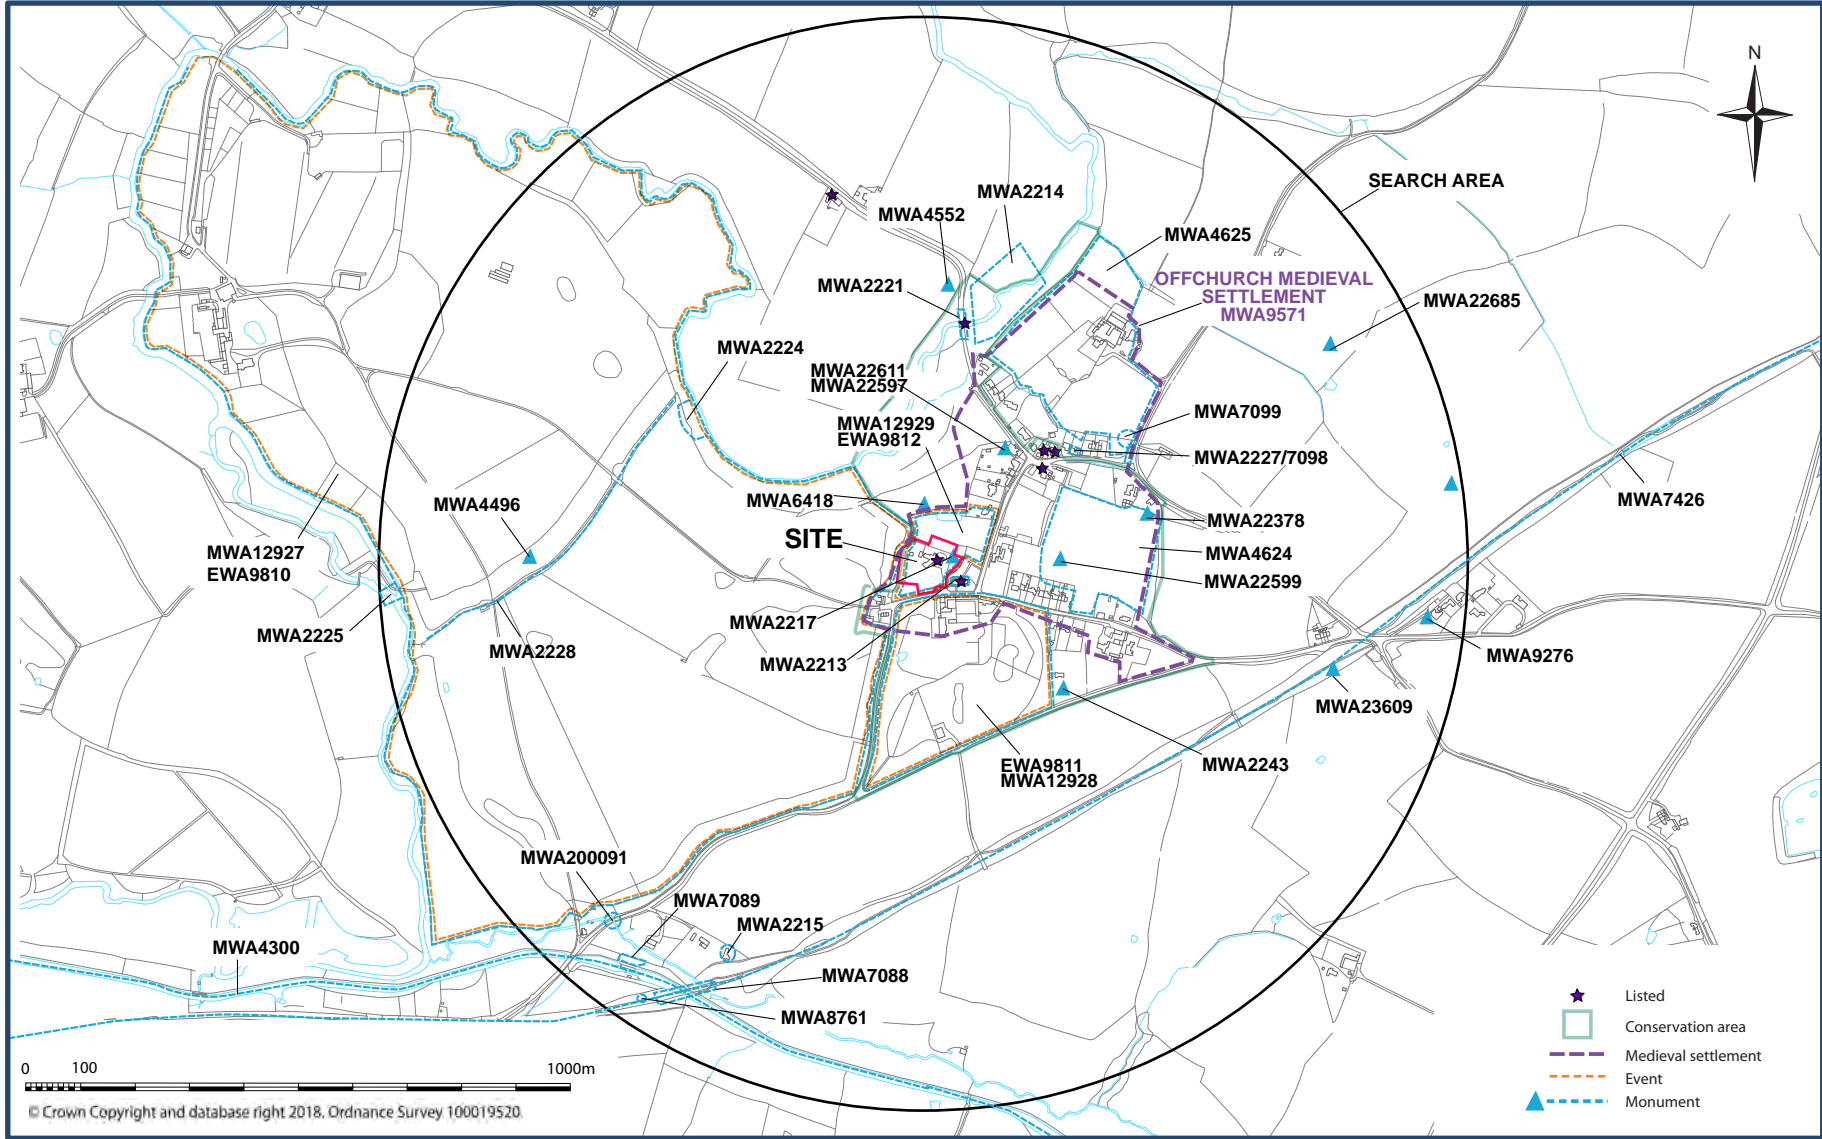 N
SEARCH AREA
MWA2214
MWA4552
MWA4625
OFFCHURCH MEDIEVAL
SETTLEMENT
MWA9571
MWA2221
MWA22685
MWA2224
MWA22611
MWA22597
MWA7099
MWA12929
EWA9812
MWA2227/7098
MWA7426
MWA6418
MWA4496
MWA22378
SITE
MWA12927
EWA9810
MWA4624
MWA22599
MWA2217
MWA2225
MWA2228
MWA2213
MWA9276
MWA23609
EWA9811
MWA12928
MWA2243
MWA200091
MWA7089
MWA2215
MWA4300
MWA7088
MWA8761
Listed
Conservation area
Medieval settlement
Event
Monument
0 100 1000m
© Crown Copyright and database right 2018. Ordnance Survey 100019520